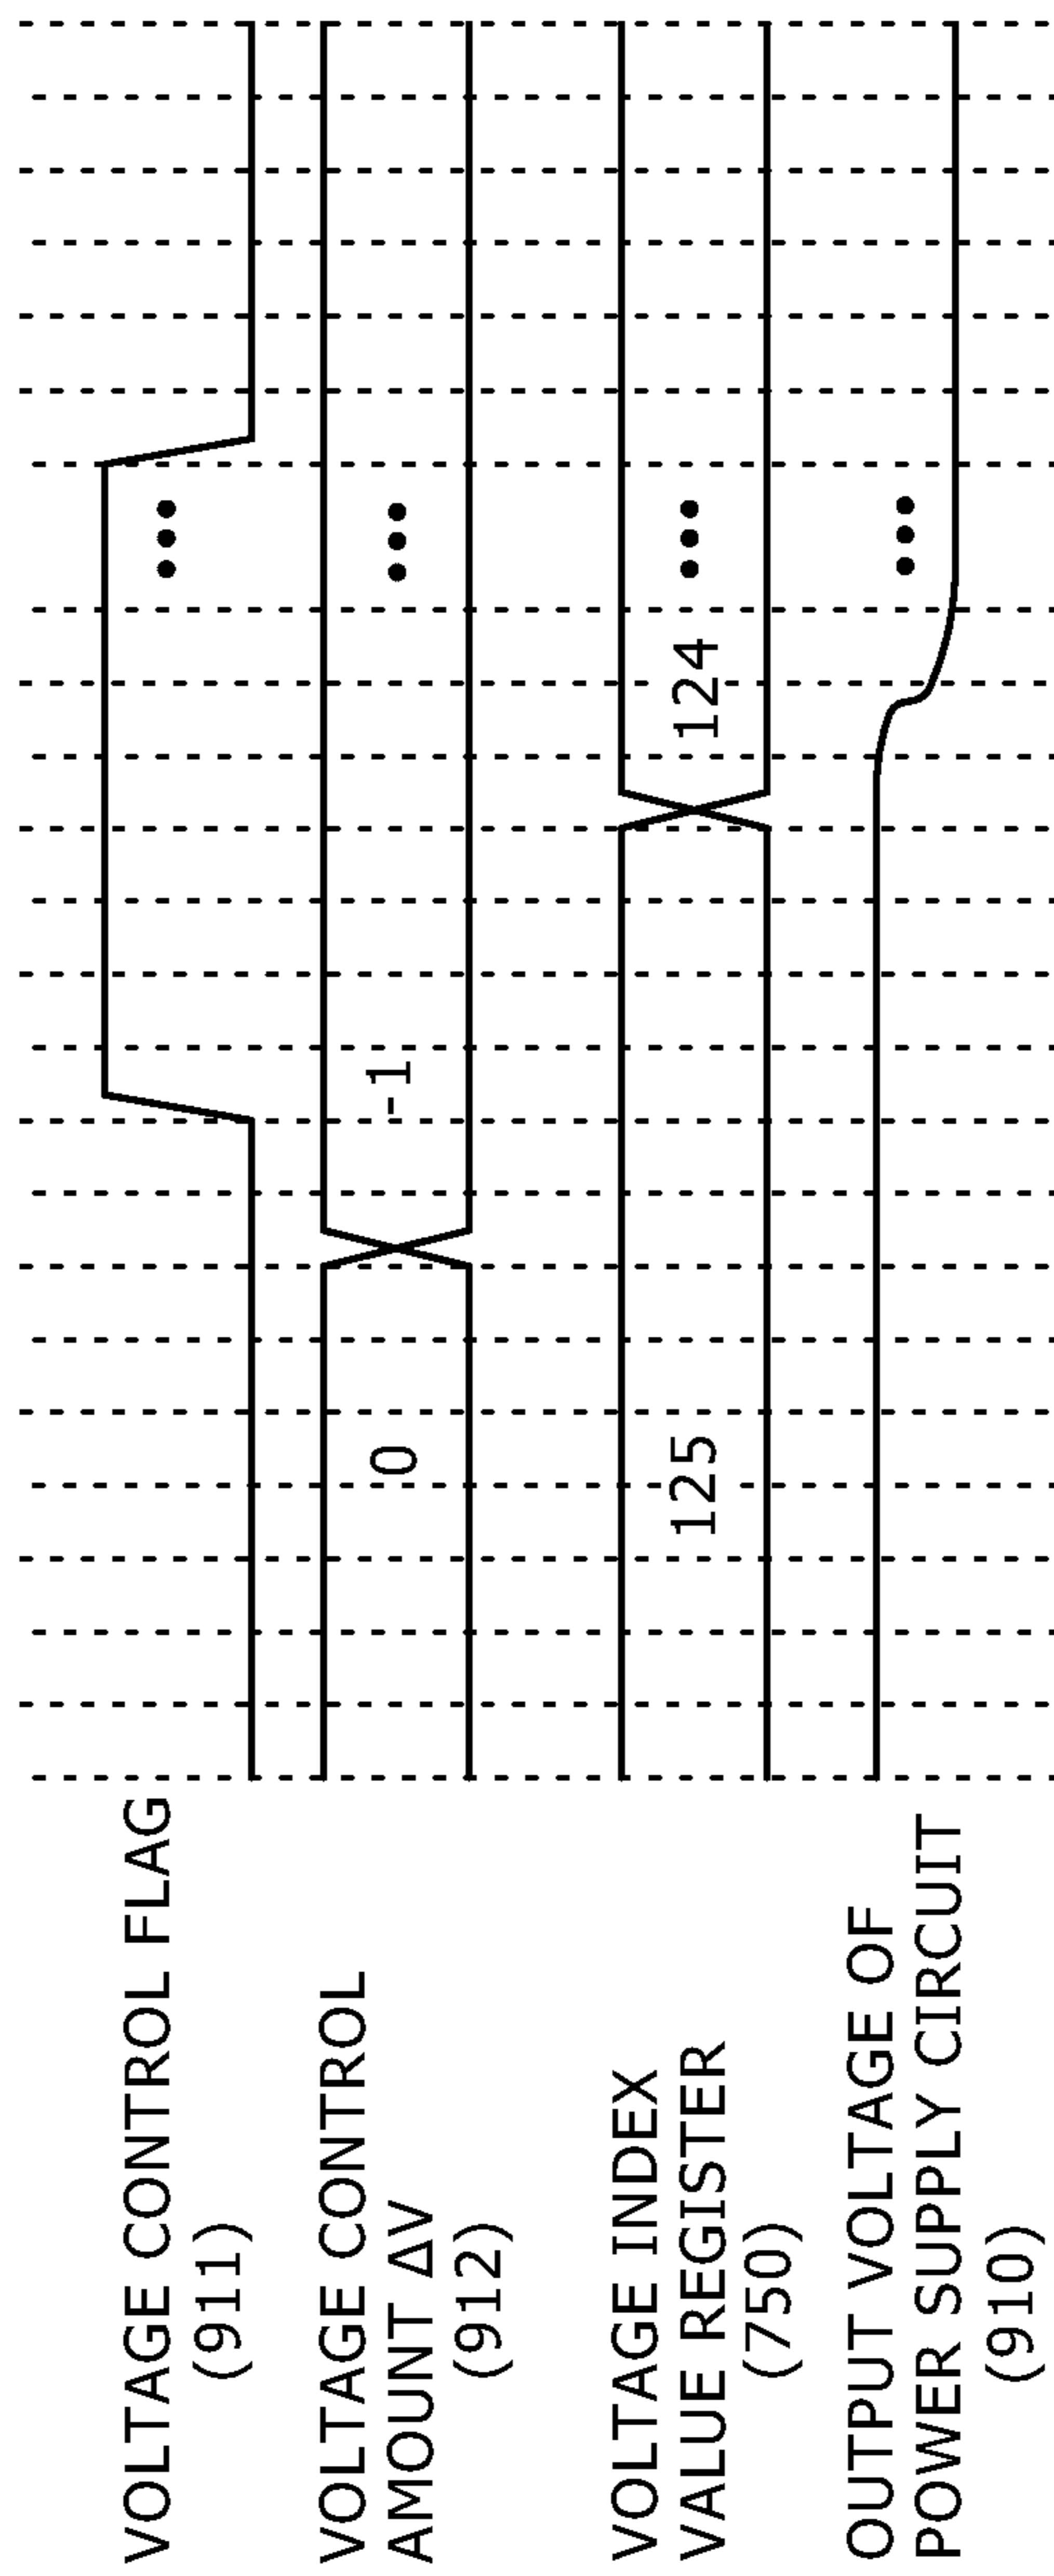 VOLTAGE CONTROL FLAG
(911)
VOLTAGE CONTROL
AMOUNT ΔV
(912)
0
-1
VOLTAGE INDEX
VALUE REGISTER
(750)
125
124
OUTPUT VOLTAGE OF
POWER SUPPLY CIRCUIT
(910)